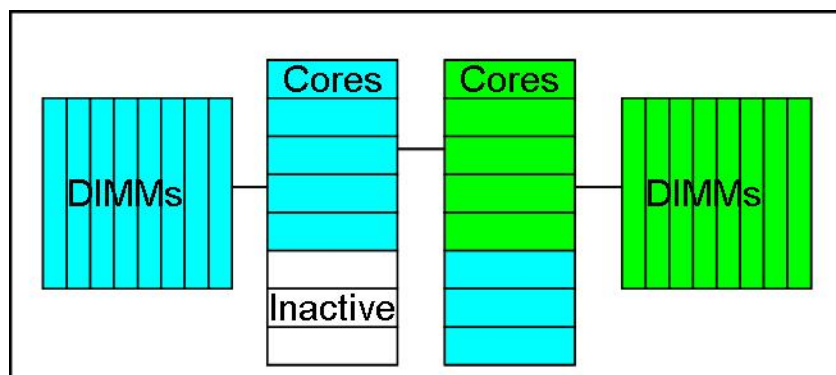 Cores
Cores
DIMMs
DIMMs
Inactive